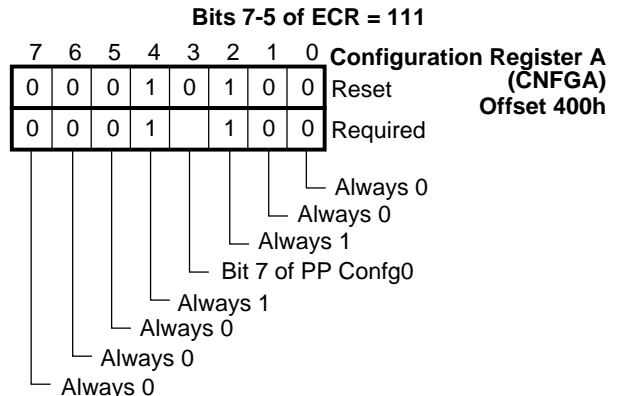 Bits 7-5 of ECR = 111
7 6 5 4 3 2 1 0 Configuration Register A
(CNFGA)
0 0 0 1 0 1 0 0 Reset
Offset 400h
0 0 0 1 1 0 0 Required
Always 0
Always 0
Always 1
Bit 7 of PP Confg0
Always 1
Always 0
Always 0
Always 0